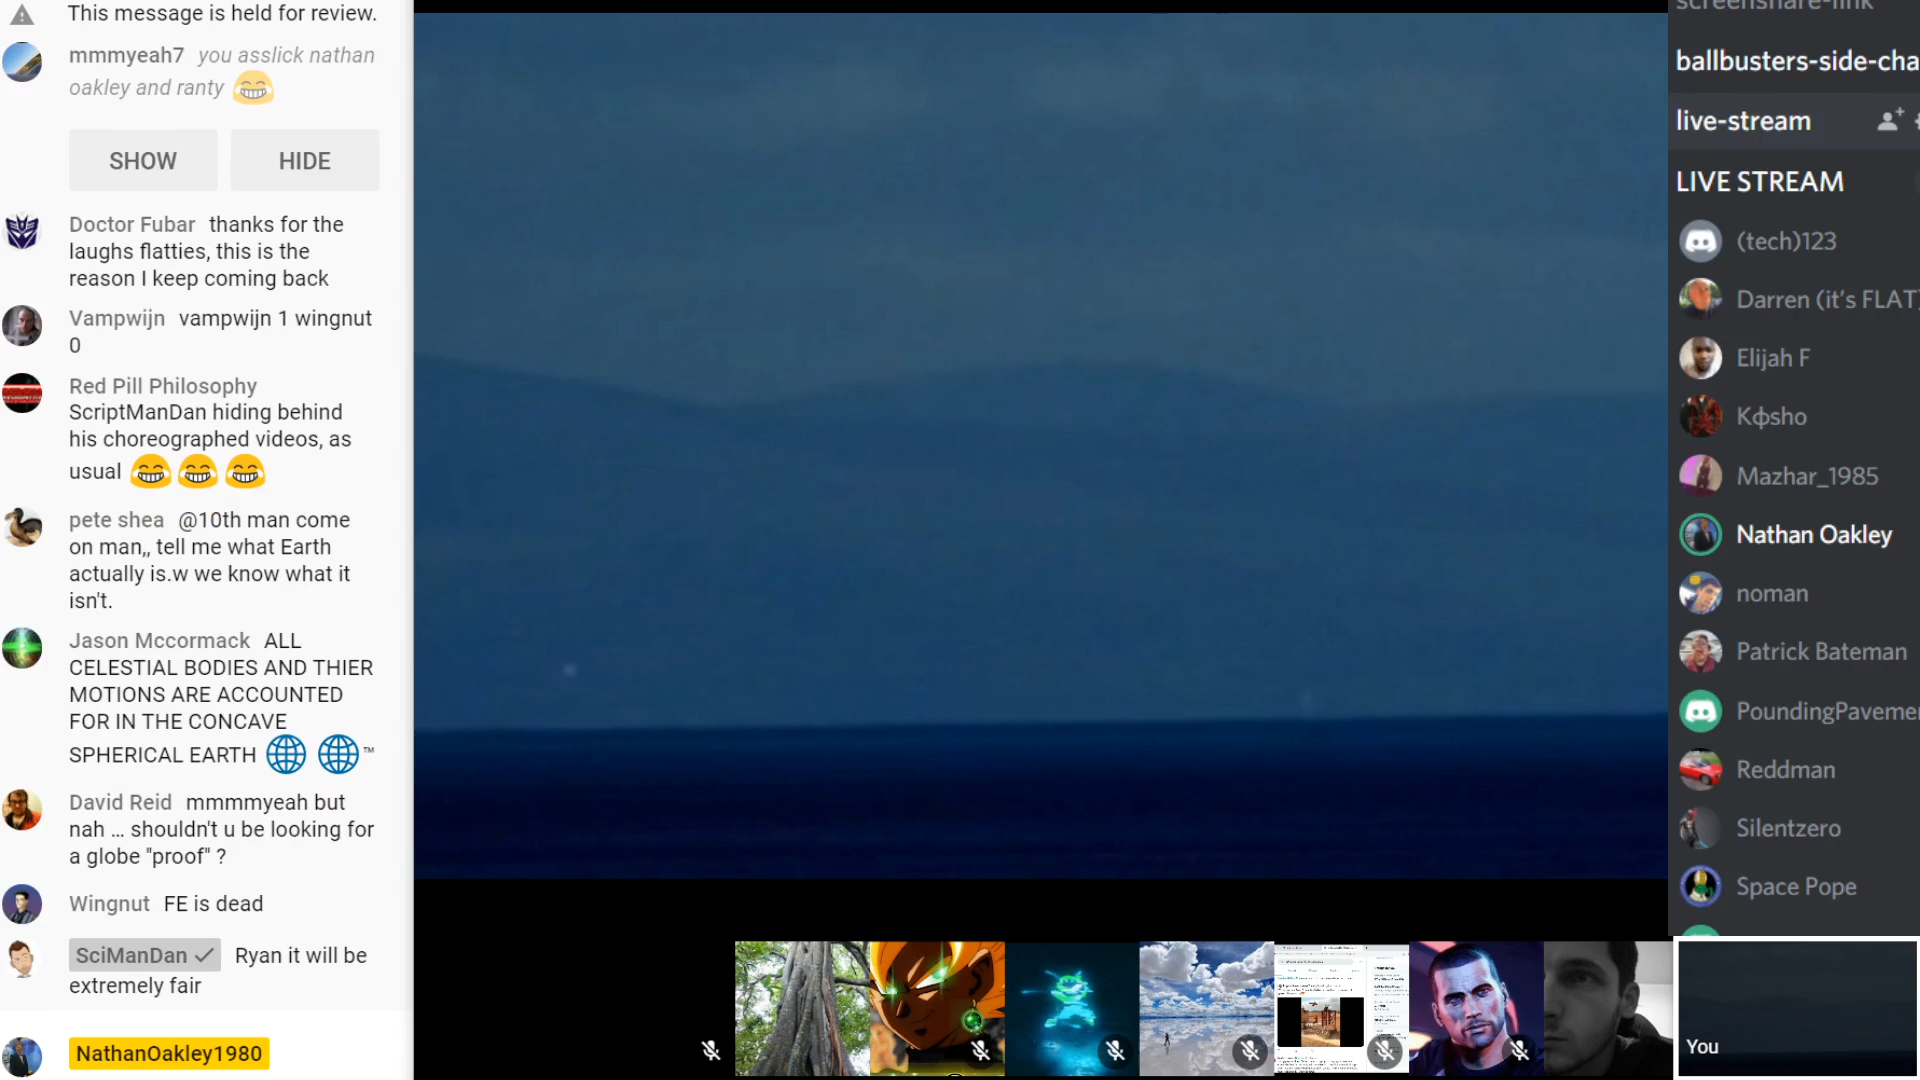 This message is held for review.
mmmyeah7 you asslick nathan
oakley and ranty
SHOW HIDE
Doctor Fubar thanks for the
laughs flatties, this is the
reason I keep coming back
Vampwijn vampwijn 1 wingnut
0
Red Pill Philosophy
ScriptManDan hiding behind
his choreographed videos, as
usual
pete shea @10th man come
on man,, tell me what Earth
actually is.w we know what it
isn't.
Jason Mccormack ALL
CELESTIAL BODIES AND THIER
MOTIONS ARE ACCOUNTED
FOR IN THE CONCAVE
SPHERICAL EARTH ™
David Reid mmmmyeah but
nah ... shouldn't u be looking for
a globe "proof" ?
Wingnut FE is dead
SciManDan Ryan it will be
extremely fair
NathanOakley1980
screenshare-link
ballbusters-side-cha
live-stream
LIVE STREAM
(tech)123
Darren (it's FLAT)
Elijah F
Kфsho
Mazhar_1985
Nathan Oakley
noman
Patrick Bateman
PoundingPaveme
Reddman
Silentzero
Space Pope
You